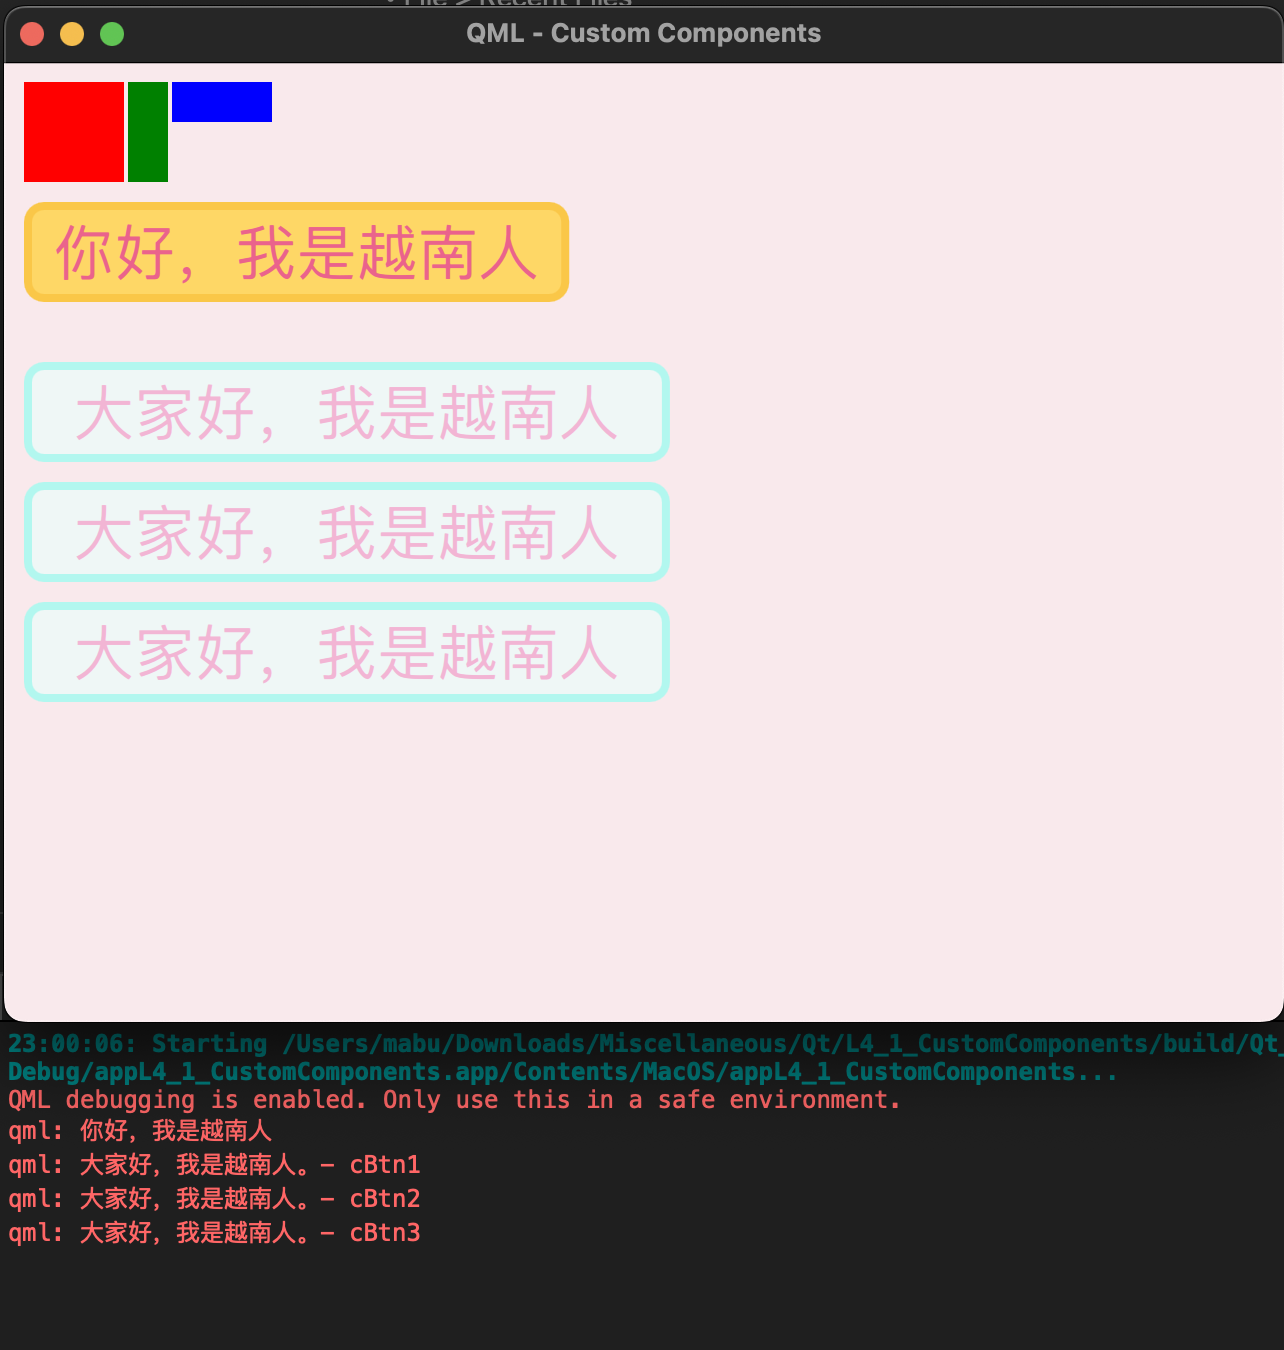 File > Recent Files
QML - Custom Components
你好，我是越南人
大家好，我是越南人
大家好，我是越南人
大家好，我是越南人
23:00:06: Starting /Users/mabu/Downloads/Miscellaneous/Qt/L4_1_CustomComponents/build/Qt_
Debug/appL4_1_CustomComponents.app/Contents/MacOS/appL4_1_CustomComponents...
QML debugging is enabled. Only use this in a safe environment.
qml: 你好，我是越南人
qml: 大家好，我是越南人。- cBtn1
qml: 大家好，我是越南人。- cBtn2
qml: 大家好，我是越南人。- cBtn3